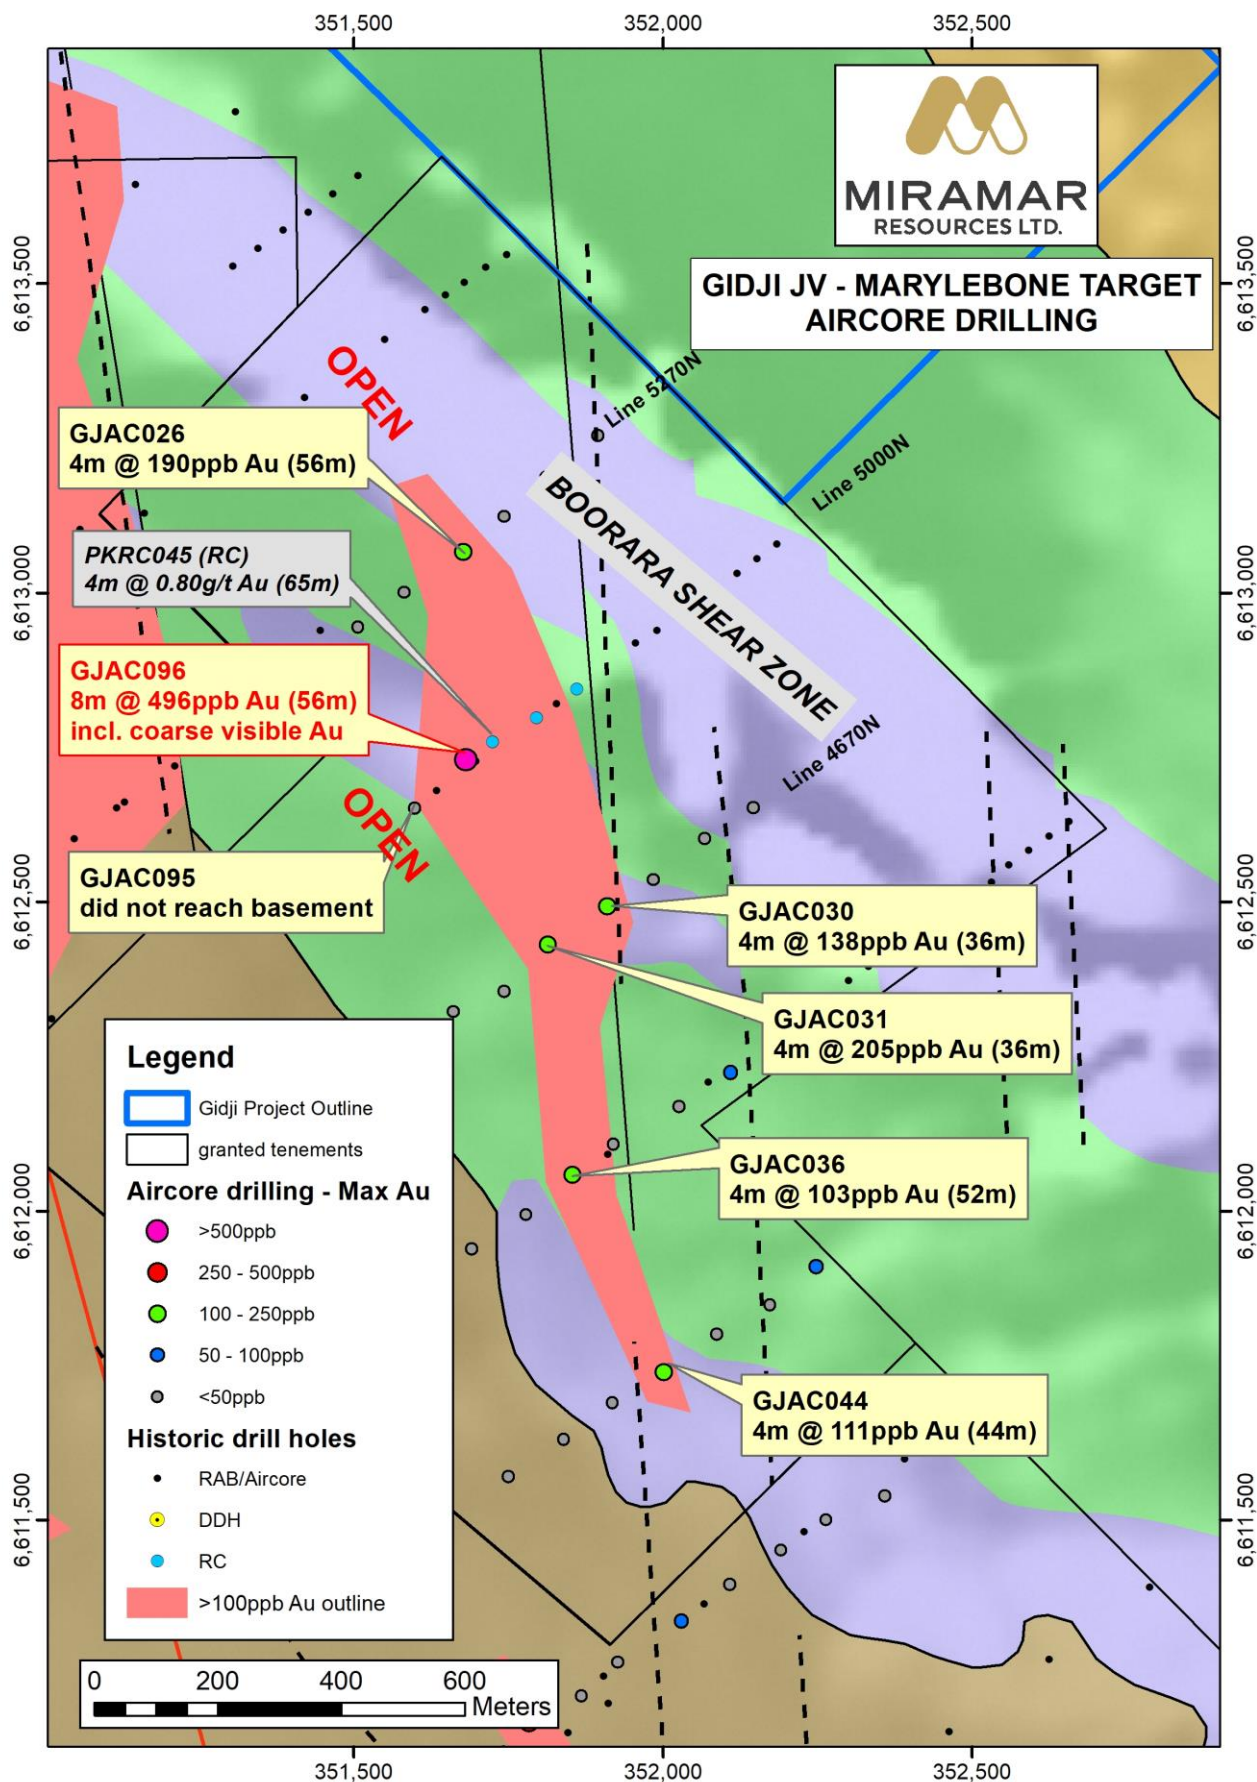 351,500
352,000
352,500
MIRAMAR
RESOURCES LTD.
GIDJI JV - MARYLEBONE TARGET
AIRCORE DRILLING
6,613,500
6,613,500
OPEN
Line 5270N
GJAC026
4m @ 190ppb Au (56m)
Line 5000N
BOORARA SHEAR ZONE
PKRC045 (RC)
4m @ 0.80g/t Au (65m)
6,613,000
6,613,000
GJAC096
8m @ 496ppb Au (56m)
incl. coarse visible Au
Line 4670N
OPEN
GJAC095
did not reach basement
6,612,500
6,612,500
GJAC030
4m @ 138ppb Au (36m)
GJAC031
4m @ 205ppb Au (36m)
Legend
Gidji Project Outline
granted tenements
Aircore drilling - Max Au
>500ppb
250 - 500ppb
100 - 250ppb
50 - 100ppb
<50ppb
Historic drill holes
RAB/Aircore
DDH
RC
>100ppb Au outline
GJAC036
4m @ 103ppb Au (52m)
6,612,000
6,612,000
GJAC044
4m @ 111ppb Au (44m)
6,611,500
6,611,500
0 200 400 600
Meters
351,500
352,000
352,500